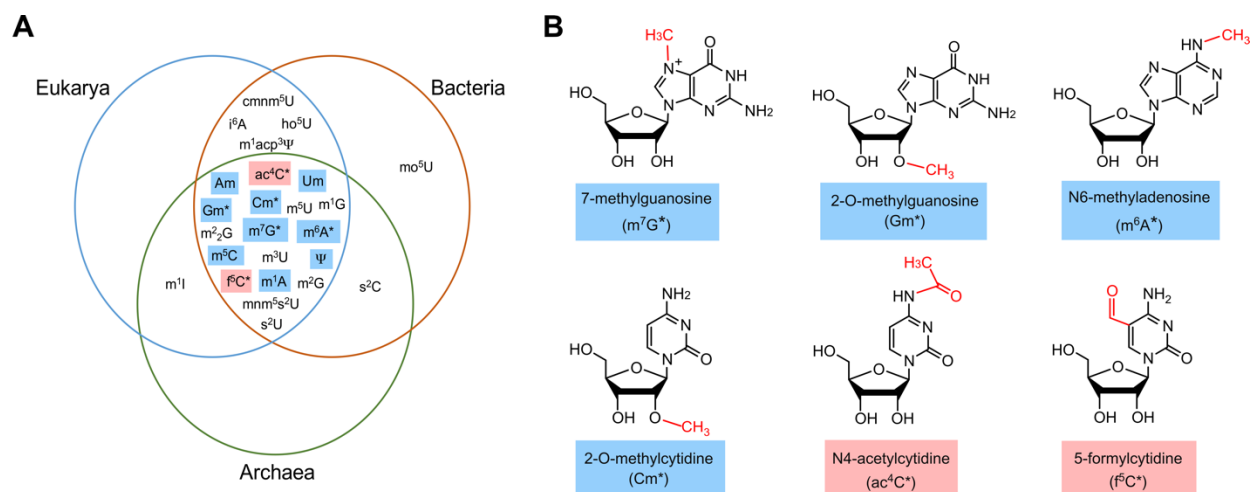 A
Eukarya
Bacteria
Archaea
cmnm⁵U
i⁶A ho⁵U
m¹acp³Ψ
mo⁵U
ac⁴C*
Am Um
Cm*
Gm* m⁵U m¹G
m²₂G m⁷G* m⁶A*
m⁵C m³U Ψ
m¹I f⁵C* m¹A m²G s²C
mnm⁵s²U
s²U
B
H₃C
O
N⁺
N
NH
N
N
NH₂
HO
O
OH OH
7-methylguanosine
(m⁷G*)
O
N
NH
N
N
NH₂
HO
O
OH
O
CH₃
2-O-methylguanosine
(Gm*)
HN
CH₃
N
N
N
N
HO
O
OH OH
N6-methyladenosine
(m⁶A*)
NH₂
N
N
O
HO
O
OH
O
CH₃
2-O-methylcytidine
(Cm*)
H₃C
HN
O
N
N
O
HO
O
OH OH
N4-acetylcytidine
(ac⁴C*)
O
NH₂
N
N
O
HO
O
OH OH
5-formylcytidine
(f⁵C*)